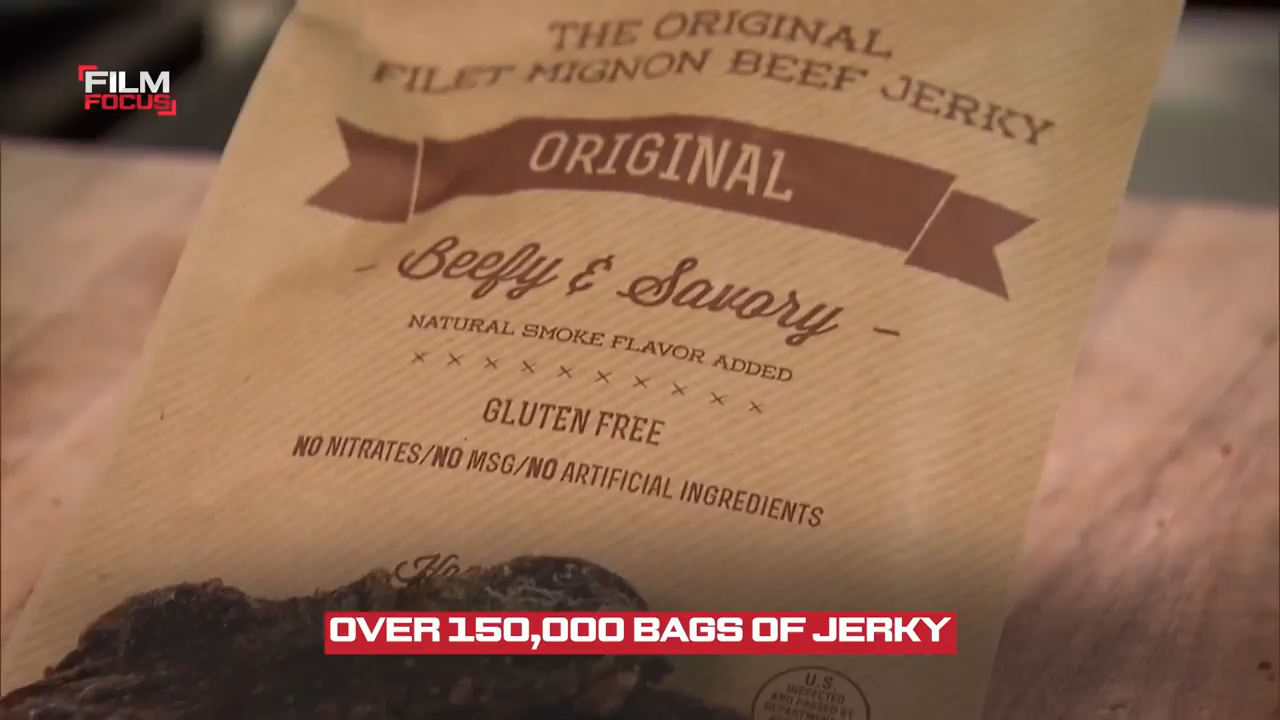 THE ORIGINAL
FILET MIGNON BEEF JERKY
FILM
FOCUS
ORIGINAL
- Beefy & Savory -
NATURAL SMOKE FLAVOR ADDED
× × × × × × × × × ×
GLUTEN FREE
NO NITRATES/NO MSG/NO ARTIFICIAL INGREDIENTS
OVER 150,000 BAGS OF JERKY
U.S.
INSPECTED
AND PASSED BY